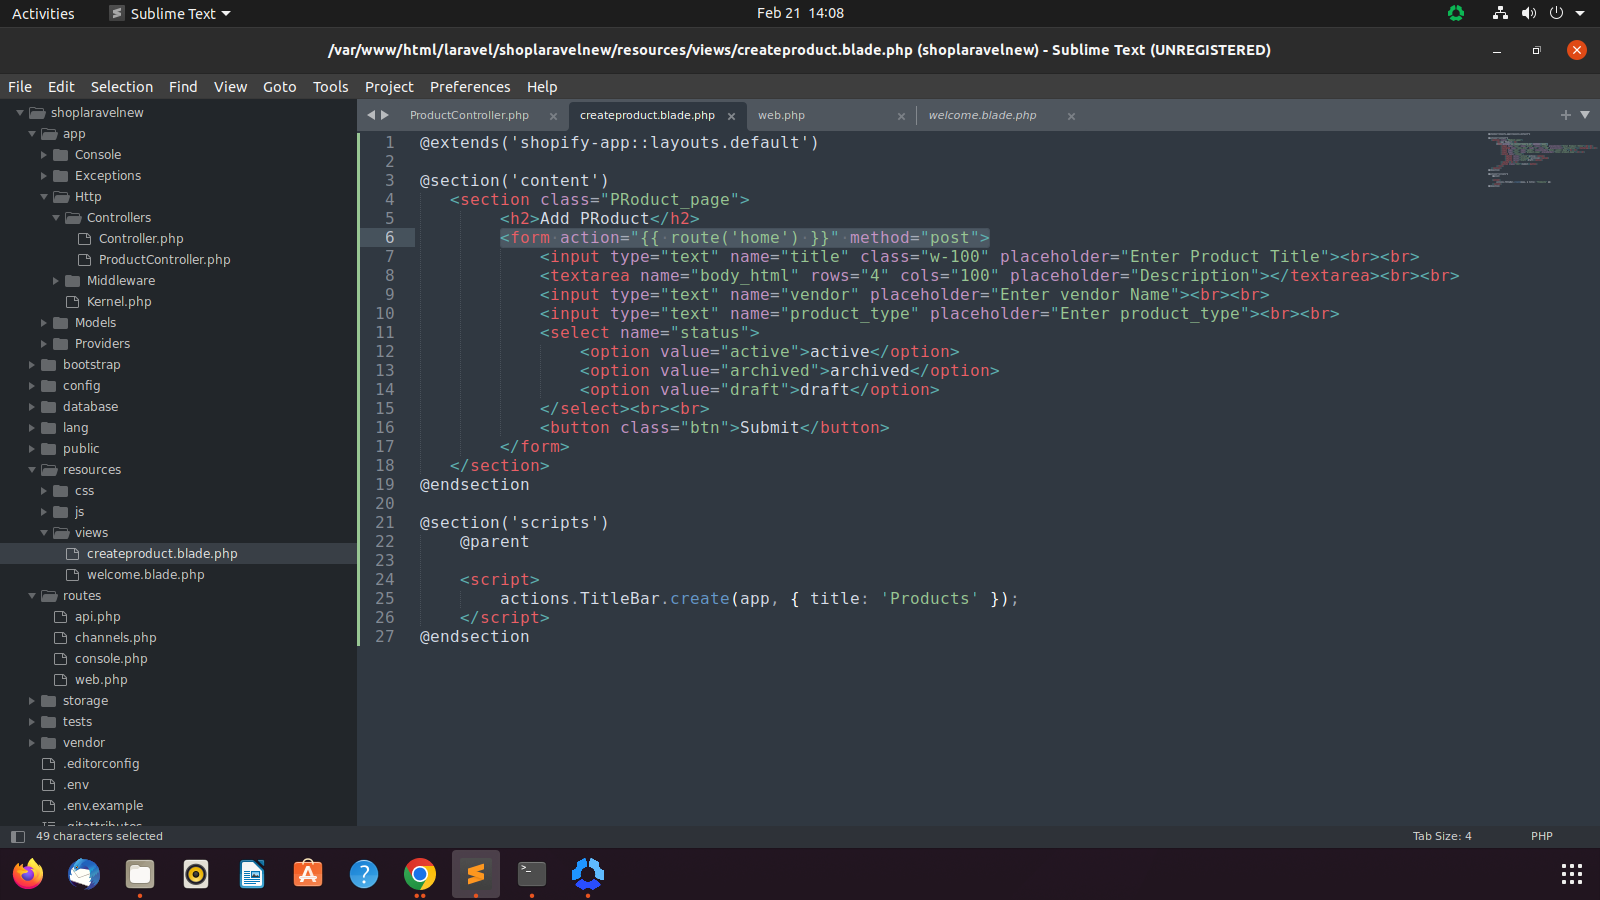 Activities Sublime Text Feb 21 14:08
/var/www/html/laravel/shoplaravelnew/resources/views/createproduct.blade.php (shoplaravelnew) - Sublime Text (UNREGISTERED)
File Edit Selection Find View Goto Tools Project Preferences Help
shoplaravelnew
app
Console
Exceptions
Http
Controllers
Controller.php
ProductController.php
Middleware
Kernel.php
Models
Providers
bootstrap
config
database
lang
public
resources
css
js
views
createproduct.blade.php
welcome.blade.php
routes
api.php
channels.php
console.php
web.php
storage
tests
vendor
.editorconfig
.env
.env.example
.gitattributes
ProductController.php × createproduct.blade.php × web.php × welcome.blade.php ×
1 @extends('shopify-app::layouts.default')
2
3 @section('content')
4 <section class="PRoduct_page">
5 <h2>Add PRoduct</h2>
6 <form action="{{ route('home') }}" method="post">
7 <input type="text" name="title" class="w-100" placeholder="Enter Product Title"><br><br>
8 <textarea name="body_html" rows="4" cols="100" placeholder="Description"></textarea><br><br>
9 <input type="text" name="vendor" placeholder="Enter vendor Name"><br><br>
10 <input type="text" name="product_type" placeholder="Enter product_type"><br><br>
11 <select name="status">
12 <option value="active">active</option>
13 <option value="archived">archived</option>
14 <option value="draft">draft</option>
15 </select><br><br>
16 <button class="btn">Submit</button>
17 </form>
18 </section>
19 @endsection
20
21 @section('scripts')
22 @parent
23
24 <script>
25 actions.TitleBar.create(app, { title: 'Products' });
26 </script>
27 @endsection
49 characters selected Tab Size: 4 PHP